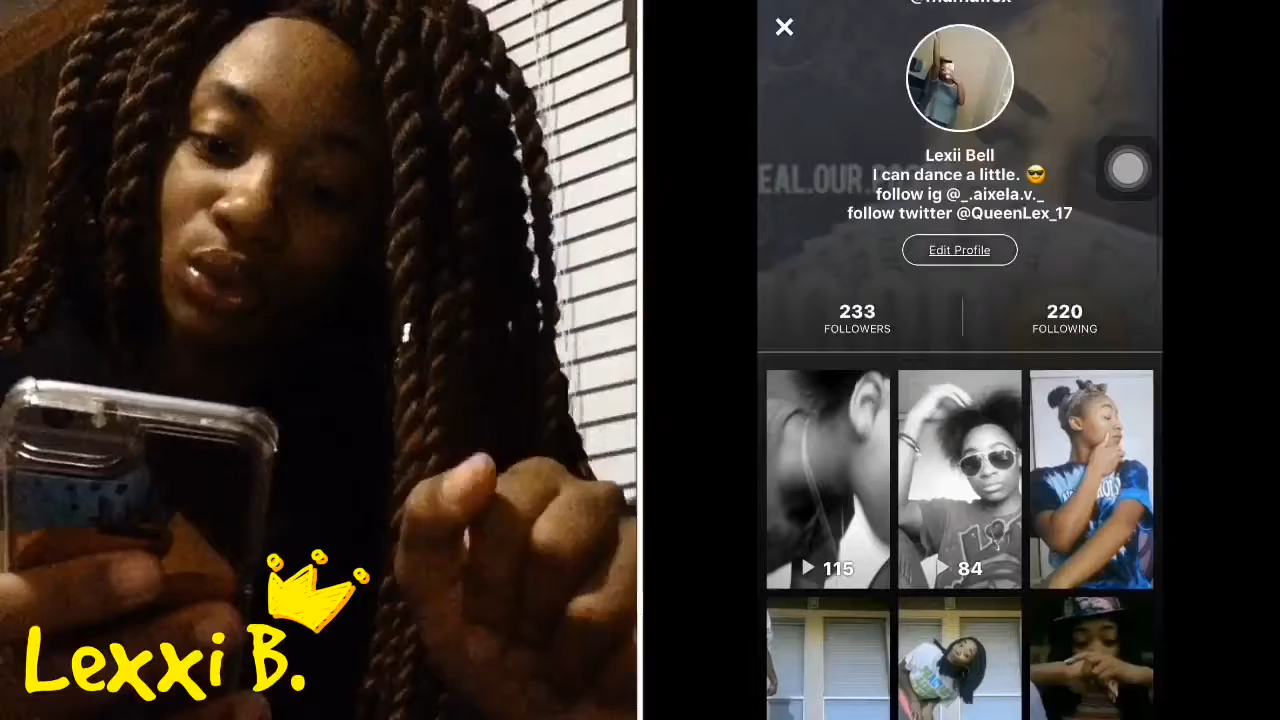 Lexii Bell
I can dance a little. 😎
follow ig @_.aixela.v._
follow twitter @QueenLex_17
Edit Profile
233
FOLLOWERS
220
FOLLOWING
115
84
Lexxi B.